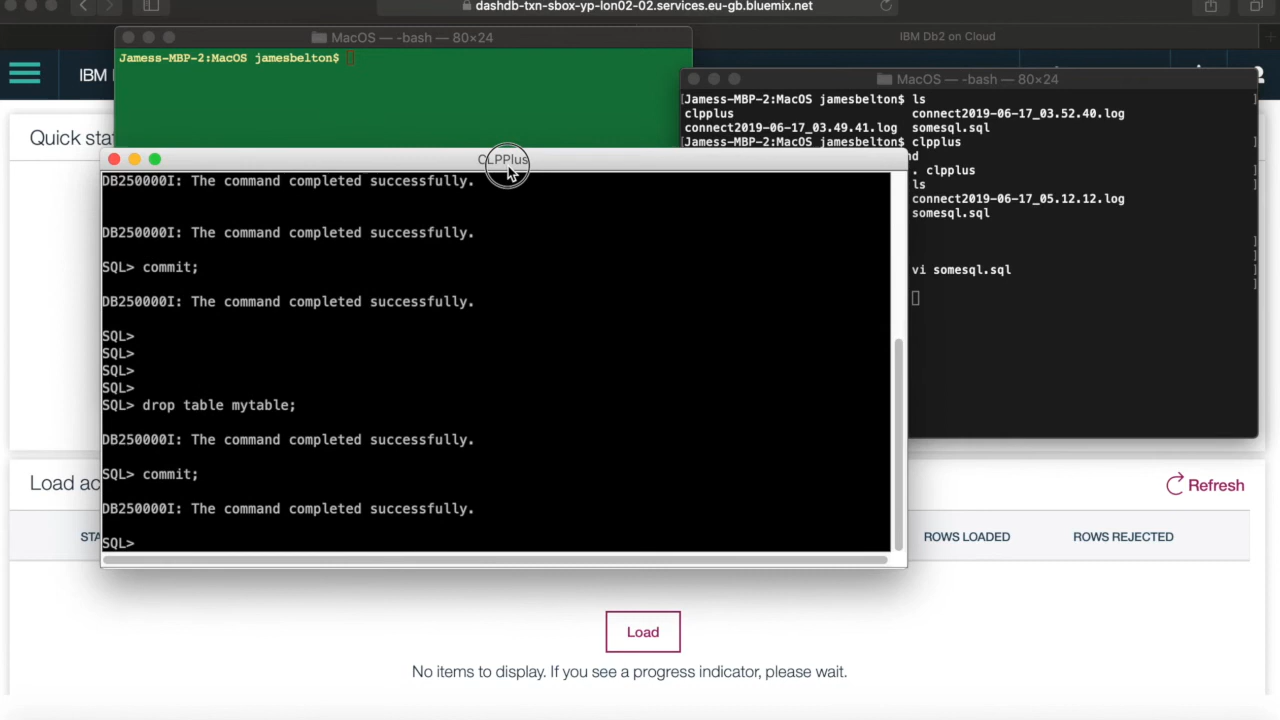 dashdb-txn-sbox-yp-lon02-02.services.eu-gb.bluemix.net
IBM Db2 on Cloud
MacOS — -bash — 80×24
Jamess-MBP-2:MacOS jamesbelton$
IBM
Quick sta
MacOS — -bash — 80×24
[Jamess-MBP-2:MacOS jamesbelton$ ls ]
clpplus connect2019-06-17_03.52.40.log
connect2019-06-17_03.49.41.log somesql.sql
[Jamess-MBP-2:MacOS jamesbelton$ clpplus ]
nd
. clpplus
ls ]
connect2019-06-17_05.12.12.log
somesql.sql
]
]
vi somesql.sql ]
]
CLPPlus
DB250000I: The command completed successfully.
DB250000I: The command completed successfully.
SQL> commit;
DB250000I: The command completed successfully.
SQL>
SQL>
SQL>
SQL>
SQL> drop table mytable;
DB250000I: The command completed successfully.
SQL> commit;
DB250000I: The command completed successfully.
SQL>
Load ac
Refresh
STA
ROWS LOADED
ROWS REJECTED
Load
No items to display. If you see a progress indicator, please wait.